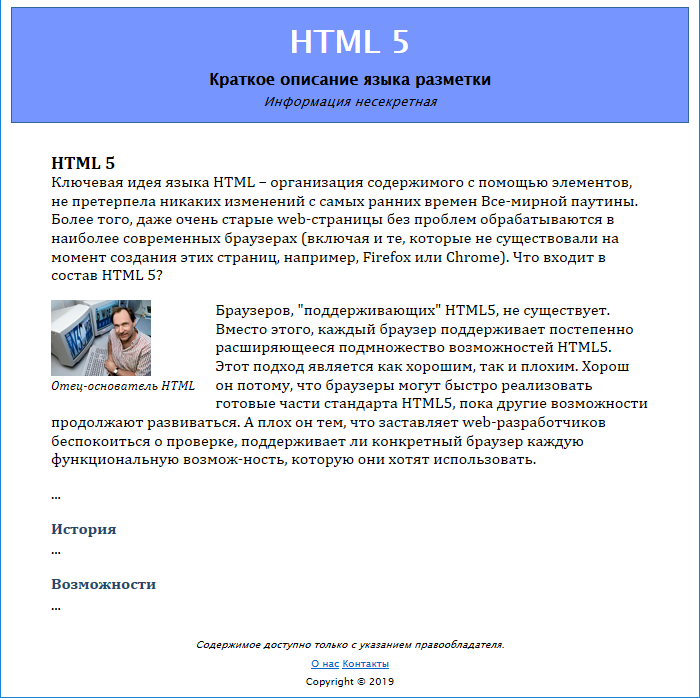 HTML 5
Краткое описание языка разметки
Информация несекретная
HTML 5
Ключевая идея языка HTML – организация содержимого с помощью элементов,
не претерпела никаких изменений с самых ранних времен Все-мирной паутины.
Более того, даже очень старые web-страницы без проблем обрабатываются в
наиболее современных браузерах (включая и те, которые не существовали на
момент создания этих страниц, например, Firefox или Chrome). Что входит в
состав HTML 5?
Браузеров, "поддерживающих" HTML5, не существует.
Вместо этого, каждый браузер поддерживает постепенно
расширяющееся подмножество возможностей HTML5.
Этот подход является как хорошим, так и плохим. Хорош
он потому, что браузеры могут быстро реализовать
готовые части стандарта HTML5, пока другие возможности
Отец-основатель HTML
продолжают развиваться. А плох он тем, что заставляет web-разработчиков
беспокоиться о проверке, поддерживает ли конкретный браузер каждую
функциональную возмож-ность, которую они хотят использовать.
...
История
...
Возможности
...
Содержимое доступно только с указанием правообладателя.
О нас Контакты
Copyright © 2019